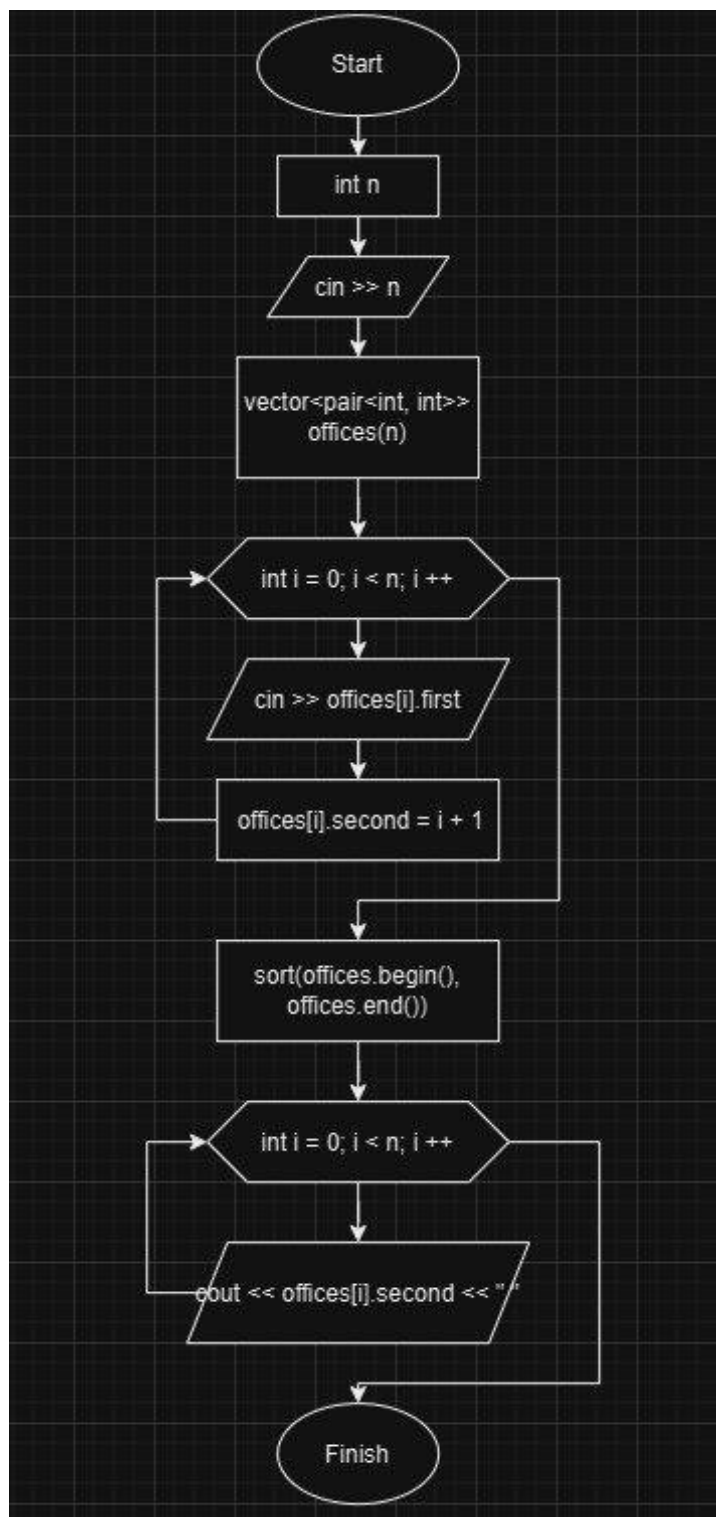 Start
int n
cin >> n
vector<pair<int, int>>
offices(n)
int i = 0; i < n; i ++
cin >> offices[i].first
offices[i].second = i + 1
sort(offices.begin(),
offices.end())
int i = 0; i < n; i ++
cout << offices[i].second << " "
Finish